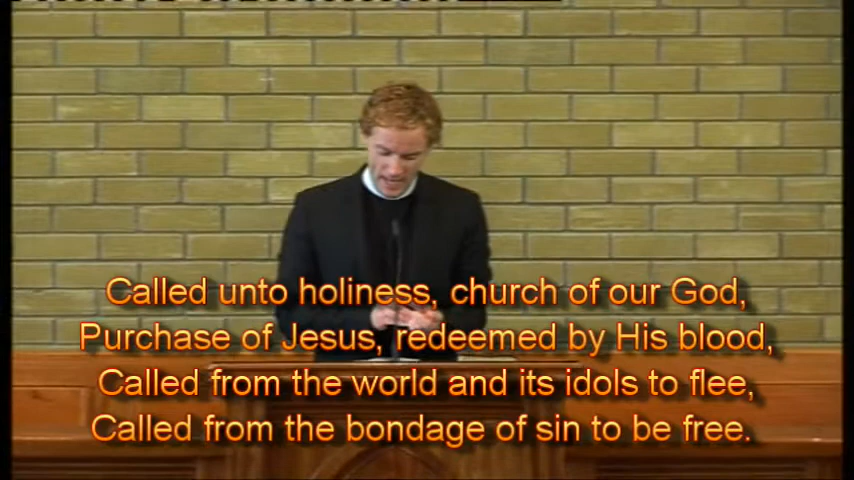 Called unto holiness, church of our God,
Purchase of Jesus, redeemed by His blood,
Called from the world and its idols to flee,
Called from the bondage of sin to be free.